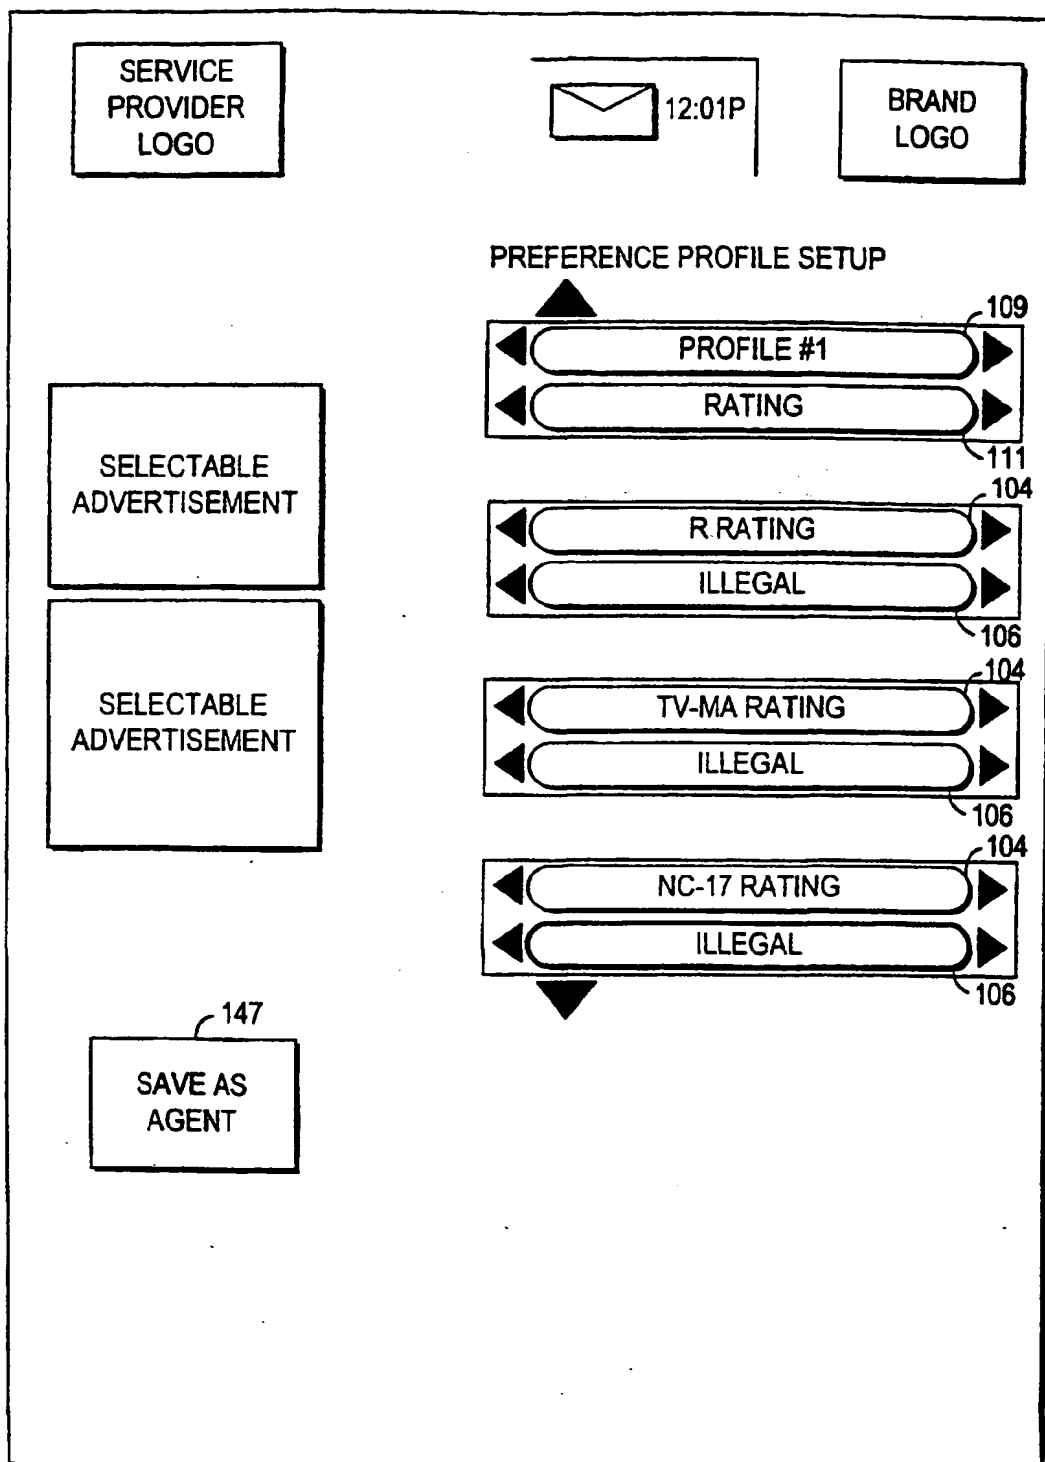 SERVICE
PROVIDER
LOGO
12:01P
BRAND
LOGO
PREFERENCE PROFILE SETUP
109
PROFILE #1
RATING
111
SELECTABLE
ADVERTISEMENT
104
R RATING
ILLEGAL
106
SELECTABLE
ADVERTISEMENT
104
TV-MA RATING
ILLEGAL
106
104
NC-17 RATING
ILLEGAL
106
147
SAVE AS
AGENT